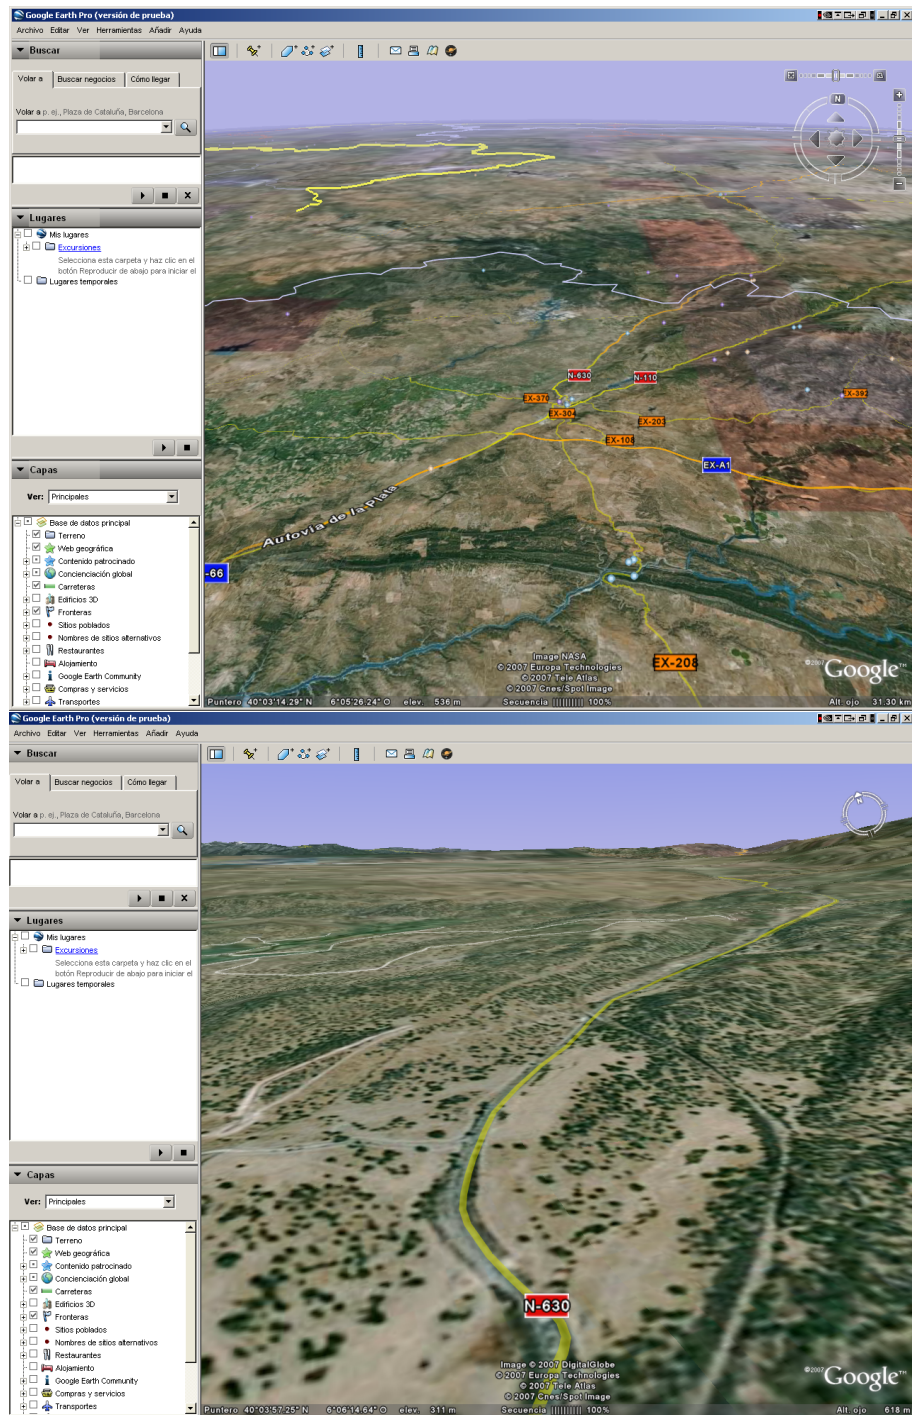 Google Earth Pro (versión de prueba)
Archivo Editar Ver Herramientas Añadir Ayuda
Buscar
Volar a Buscar negocios Cómo llegar
Volar a p. ej., Plaza de Cataluña, Barcelona
Lugares
Mis lugares
Excursiones
Selecciona esta carpeta y haz clic en el
botón Reproducir de abajo para iniciar el
Lugares temporales
Capas
Ver: Principales
Base de datos principal
Terreno
Web geográfica
Contenido patrocinado
Concienciación global
Carreteras
Edificios 3D
Fronteras
Sitios poblados
Nombres de sitios alternativos
Restaurantes
Alojamiento
Google Earth Community
Compras y servicios
Transportes
N
N-630
N-110
EX-370
EX-392
EX-304
EX-203
EX-108
EX-A1
Autovia de la Plata
-66
EX-208
Image NASA
© 2007 Europa Technologies
© 2007 Tele Atlas
© 2007 Cnes/Spot Image
©2007 Google™
Puntero 40°03'14.29" N 6°05'26.24" O elev. 536 m Secuencia 100% Alt. ojo 31.30 km
Google Earth Pro (versión de prueba)
Archivo Editar Ver Herramientas Añadir Ayuda
Buscar
Volar a Buscar negocios Cómo llegar
Volar a p. ej., Plaza de Cataluña, Barcelona
Lugares
Mis lugares
Excursiones
Selecciona esta carpeta y haz clic en el
botón Reproducir de abajo para iniciar el
Lugares temporales
Capas
Ver: Principales
Base de datos principal
Terreno
Web geográfica
Contenido patrocinado
Concienciación global
Carreteras
Edificios 3D
Fronteras
Sitios poblados
Nombres de sitios alternativos
Restaurantes
Alojamiento
Google Earth Community
Compras y servicios
Transportes
N
N-630
Image © 2007 DigitalGlobe
© 2007 Europa Technologies
© 2007 Tele Atlas
© 2007 Cnes/Spot Image
©2007 Google™
Puntero 40°03'57.25" N 6°06'14.64" O elev. 311 m Secuencia 100% Alt. ojo 618 m